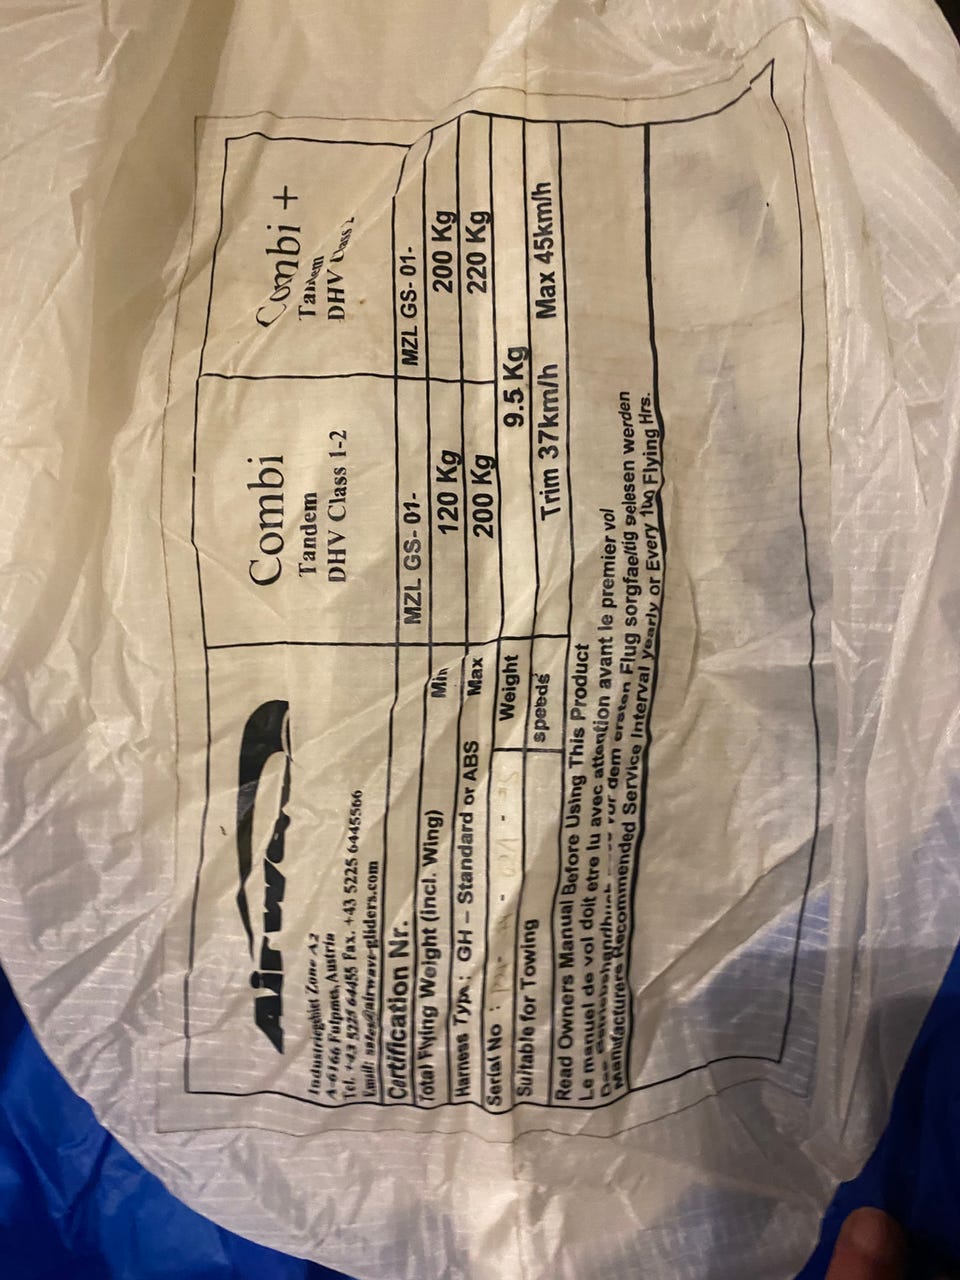 Airwave
Industriegbiet Zone A2
A-6166 Fulpmes, Austria
Tel. +43 5225 64455 Fax. +43 5225 6445566
Email: sales@airwave-gliders.com
Combi
Tandem
DHV Class 1-2
Combi +
Tandem
DHV Class
Certification Nr.
MZL GS- 01-
MZL GS- 01-
Total Flying Weight (incl. Wing)
Min
120 Kg
200 Kg
Harness Type : GH – Standard or ABS
Max
200 Kg
220 Kg
Serial No :
Weight
9.5 Kg
Suitable for Towing
speeds
Trim 37km/h Max 45km/h
Read Owners Manual Before Using This Product
Le manuel de vol doit etre lu avec attention avant le premier vol
Das Betriebshandbuch vor dem ersten Flug sorgfaeltig gelesen werden
Manufacturers Recommended Service Interval yearly or Every 100 Flying Hrs.